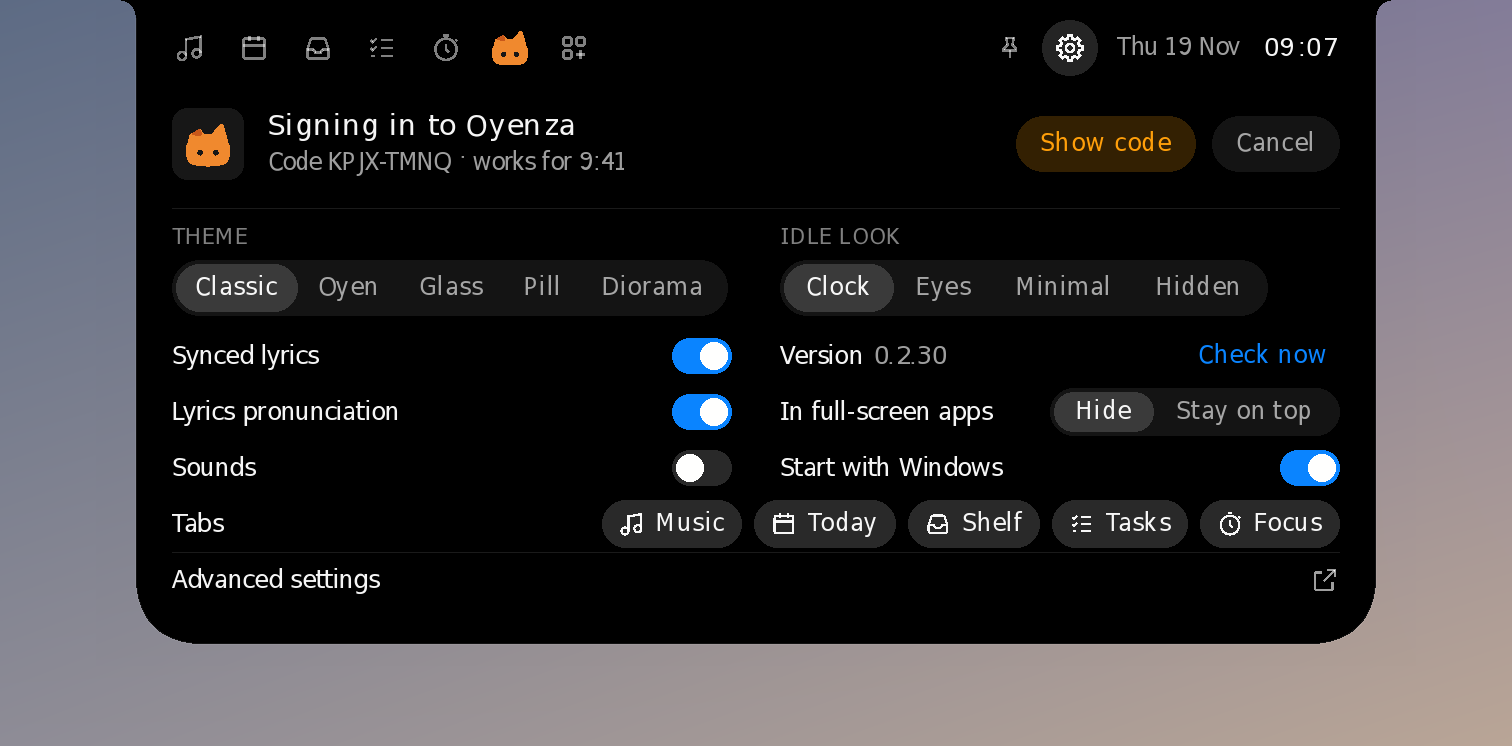 Thu 19 Nov 09:07
Signing in to Oyenza
Code KPJX-TMNQ · works for 9:41
Show code
Cancel
THEME
Classic Oyen Glass Pill Diorama
IDLE LOOK
Clock Eyes Minimal Hidden
Synced lyrics
Version 0.2.30 Check now
Lyrics pronunciation
In full-screen apps Hide Stay on top
Sounds
Start with Windows
Tabs Music Today Shelf Tasks Focus
Advanced settings